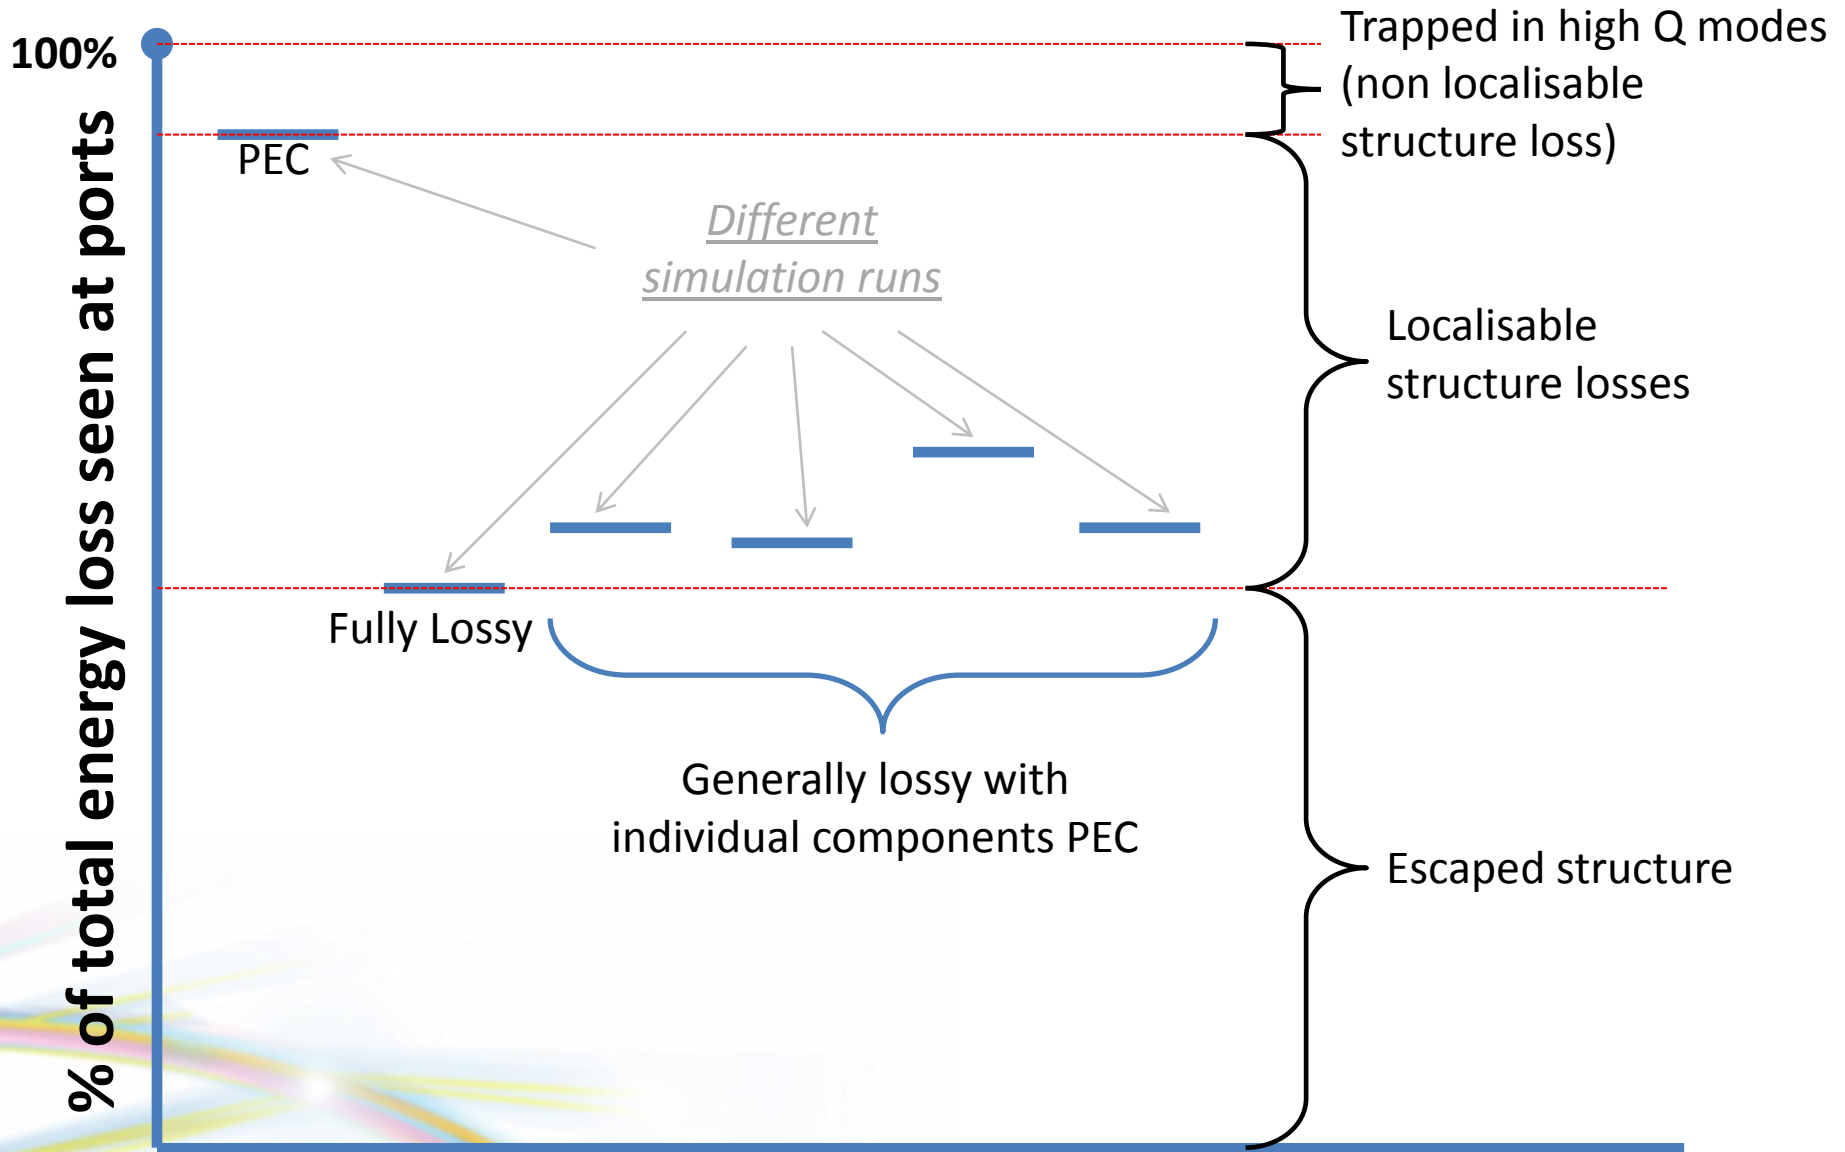 100%
% of total energy loss seen at ports
PEC
Different
simulation runs
Fully Lossy
Generally lossy with
individual components PEC
Trapped in high Q modes
(non localisable
structure loss)
Localisable
structure losses
Escaped structure